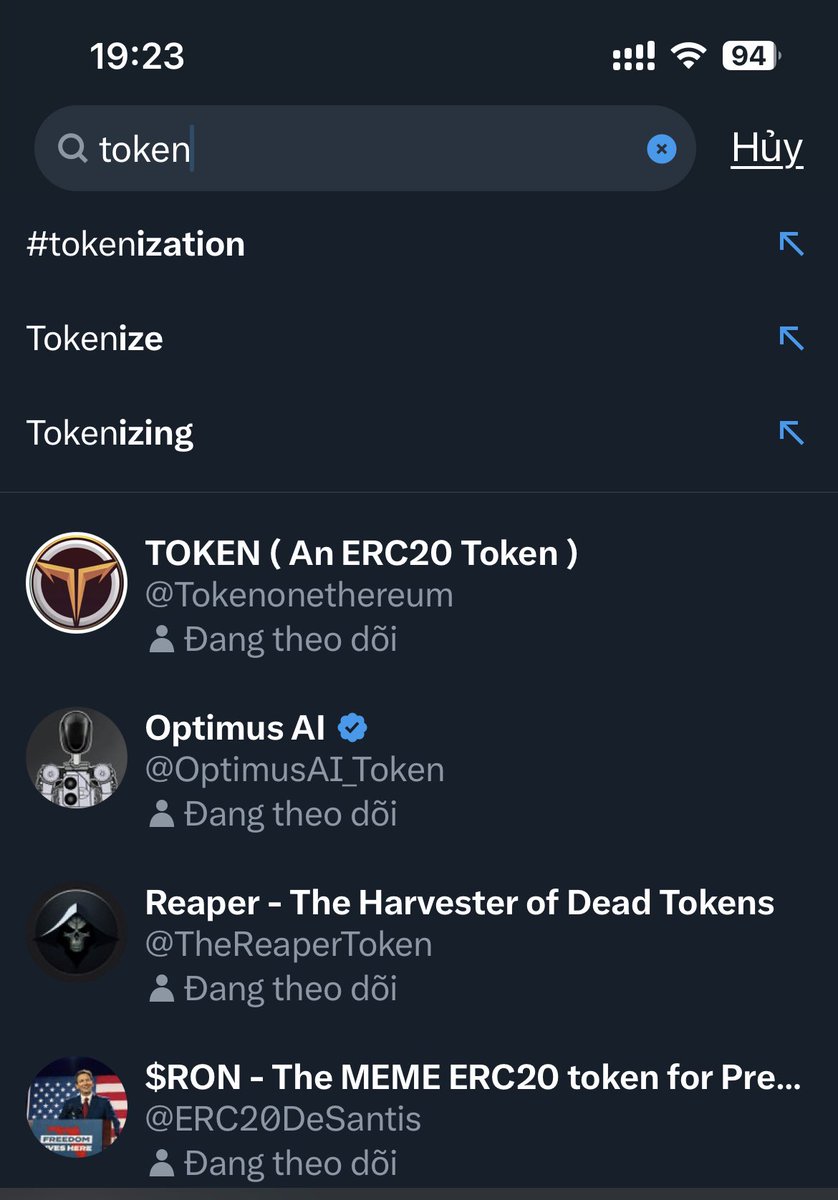 19:23
94
token
Hủy
#tokenization
Tokenize
Tokenizing
TOKEN ( An ERC20 Token )
@Tokenonethereum
Đang theo dõi
Optimus AI
@OptimusAI_Token
Đang theo dõi
Reaper - The Harvester of Dead Tokens
@TheReaperToken
Đang theo dõi
$RON - The MEME ERC20 token for Pre...
@ERC20DeSantis
FREEDOM
LIVES HERE
Đang theo dõi